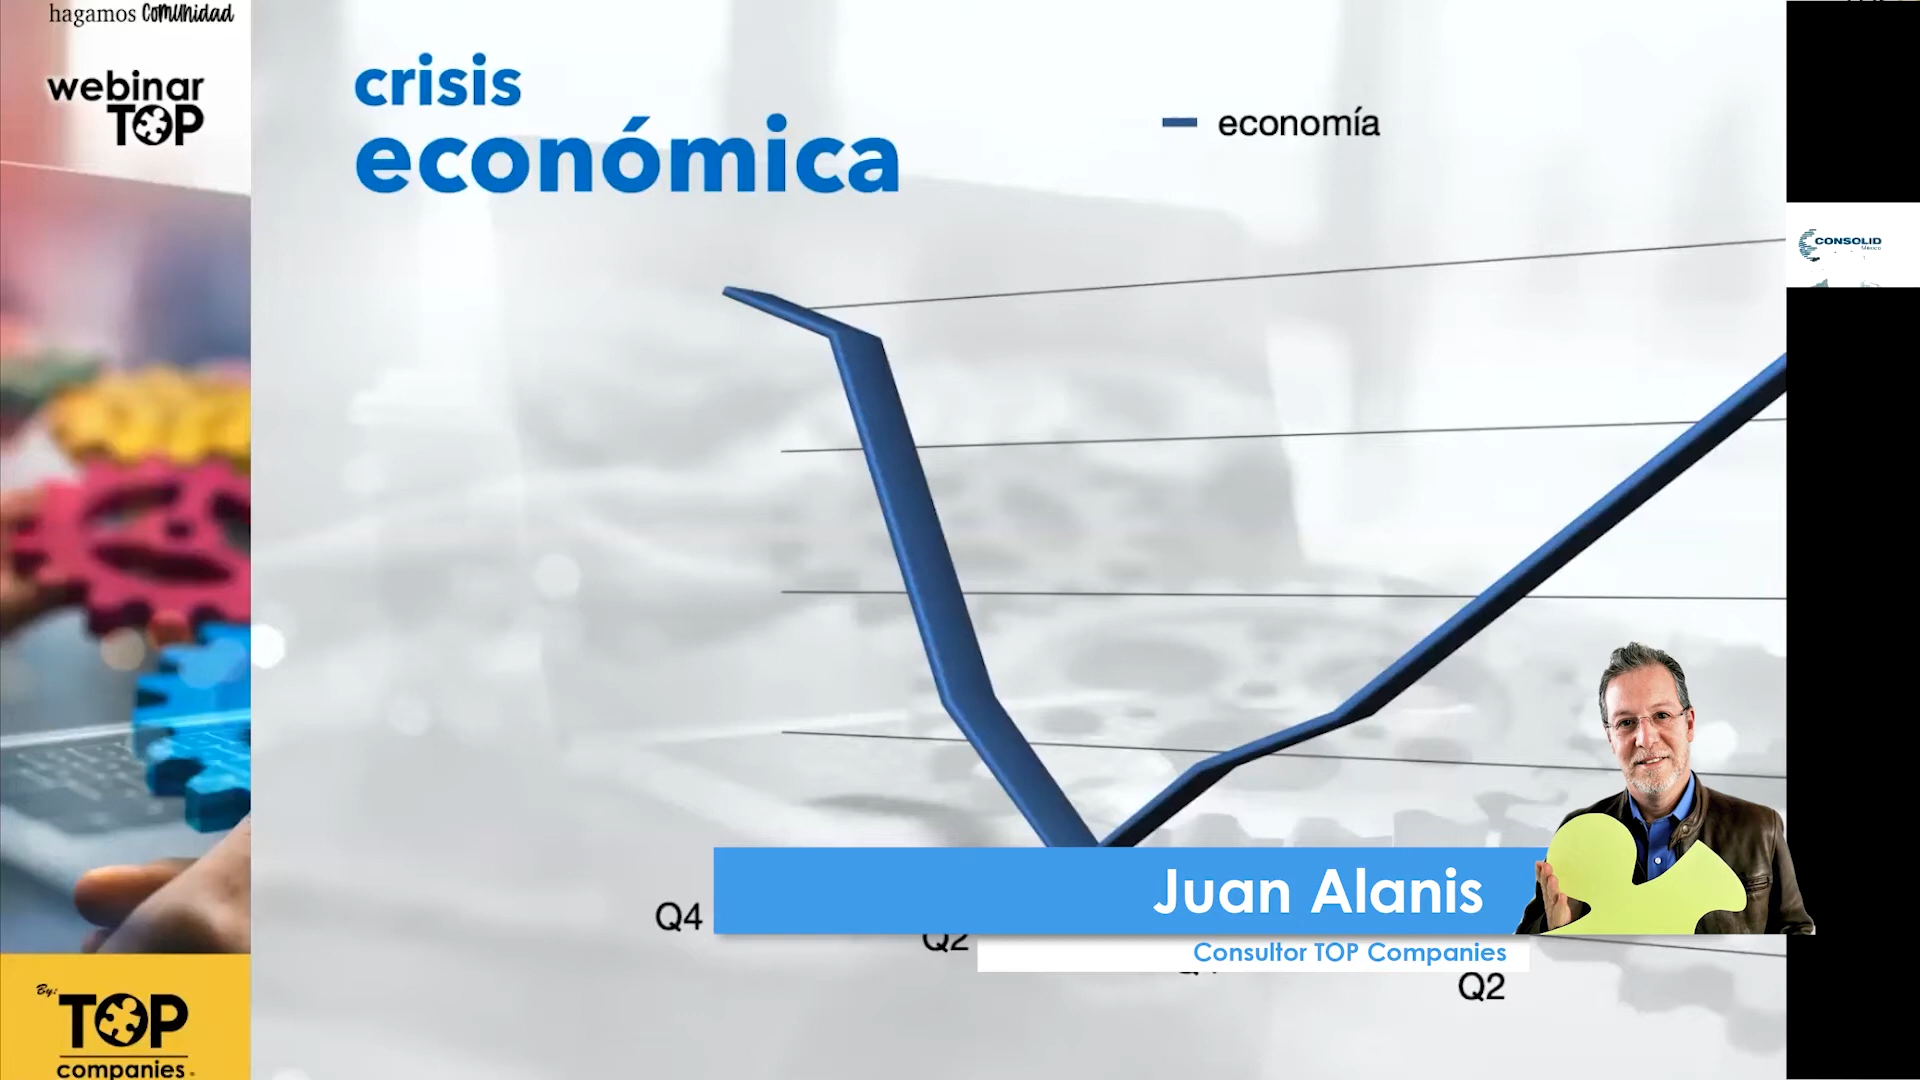 hagamos Comunidad
webinar
TOP
crisis
económica
economía
CONSOLID
México
Q4
Q2
Q2
Juan Alanis
Consultor TOP Companies
By:
TOP
companies